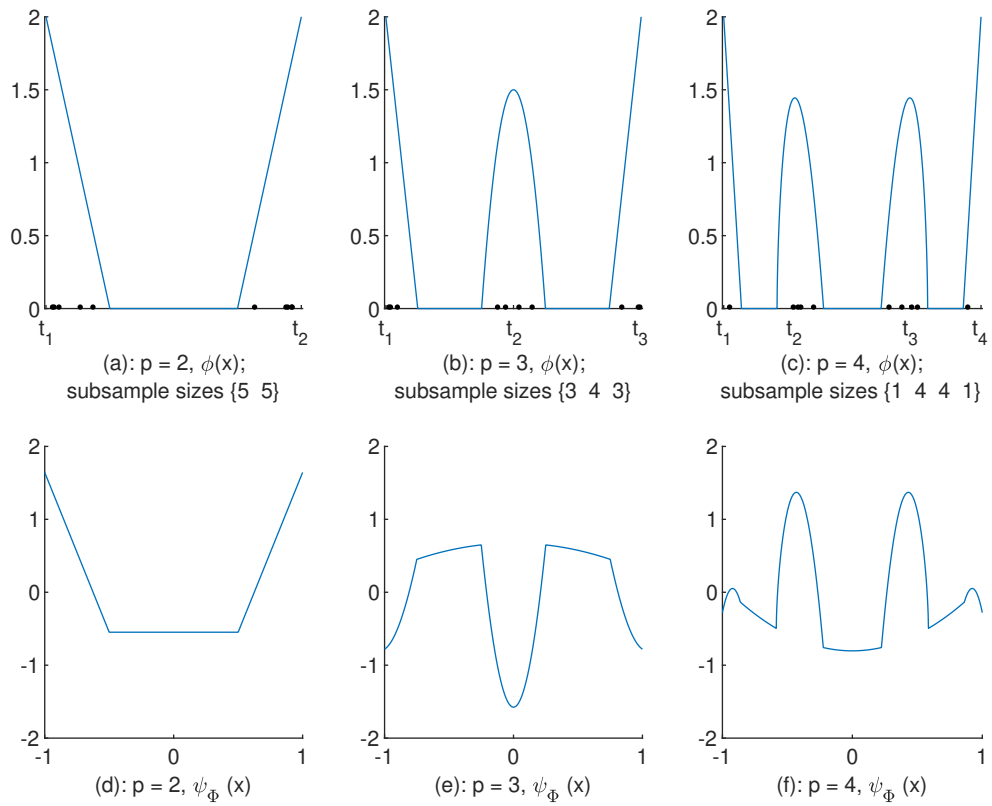 2 2 2
1.5 1.5 1.5
1 1 1
0.5 0.5 0.5
0 0 0
t₁ t₂ t₁ t₂ t₃ t₁ t₂ t₃ t₄
(a): p = 2, ϕ(x); (b): p = 3, ϕ(x); (c): p = 4, ϕ(x);
subsample sizes {5 5} subsample sizes {3 4 3} subsample sizes {1 4 4 1}
2 2 2
1 1 1
0 0 0
-1 -1 -1
-2 -2 -2
-1 0 1 -1 0 1 -1 0 1
(d): p = 2, ψ_Φ (x) (e): p = 3, ψ_Φ (x) (f): p = 4, ψ_Φ (x)